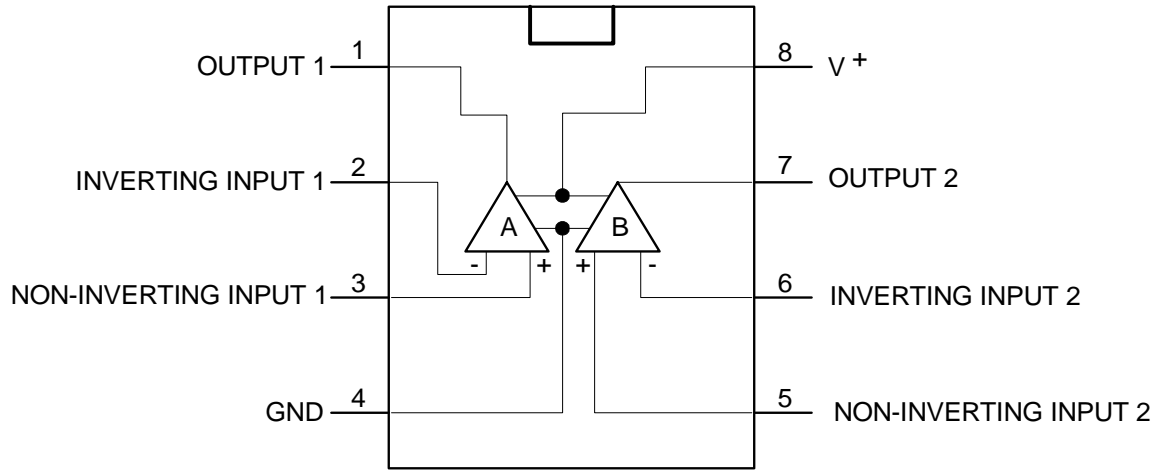 OUTPUT 1 1
8 V +
INVERTING INPUT 1 2
7 OUTPUT 2
A B
- + + -
NON-INVERTING INPUT 1 3
6 INVERTING INPUT 2
GND 4
5 NON-INVERTING INPUT 2